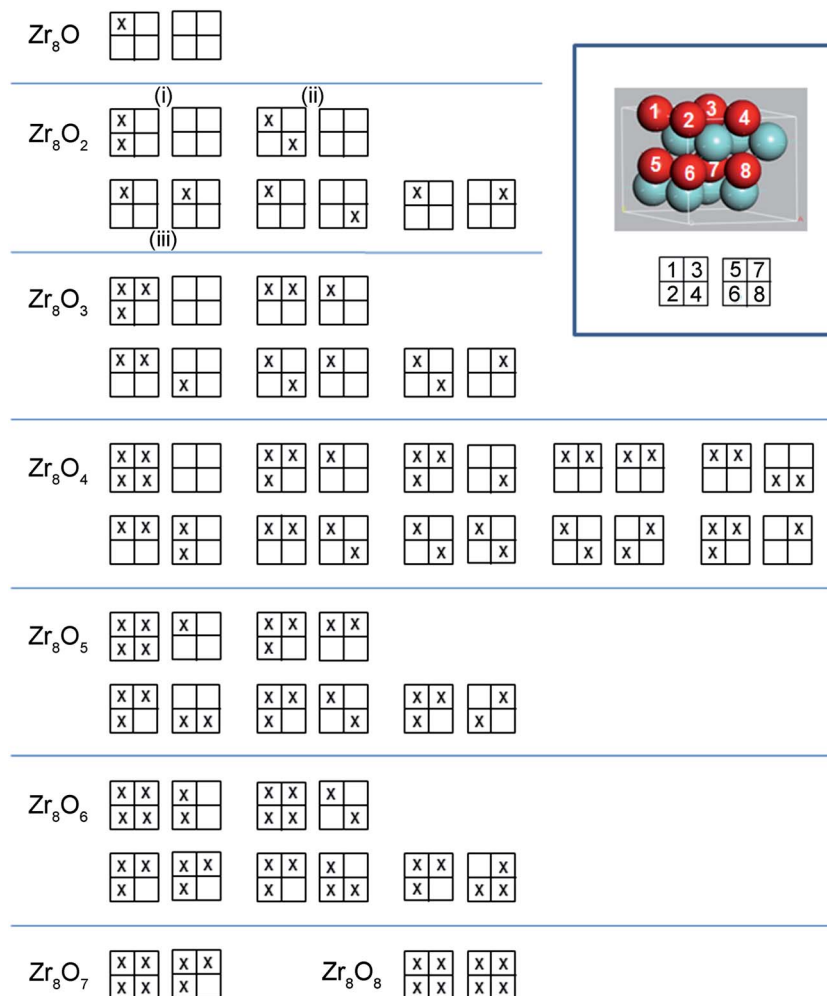 Zr₈O X
(i) (ii)
Zr₈O₂ X X
X X
X X X X X
X
(iii)
Zr₈O₃ X X X X X
X
X X X X X X
X X X
Zr₈O₄ X X X X X X X X X X X X X
X X X X X X X
X X X X X X X X X X X X X
X X X X X X X
Zr₈O₅ X X X X X X X
X X X
X X X X X X X X
X X X X X X X
Zr₈O₆ X X X X X X
X X X X X X
X X X X X X X X X X
X X X X X X X X
Zr₈O₇ X X X X Zr₈O₈ X X X X
X X X X X X X
1 2 3 4
5 6 7 8
1 3 5 7
2 4 6 8